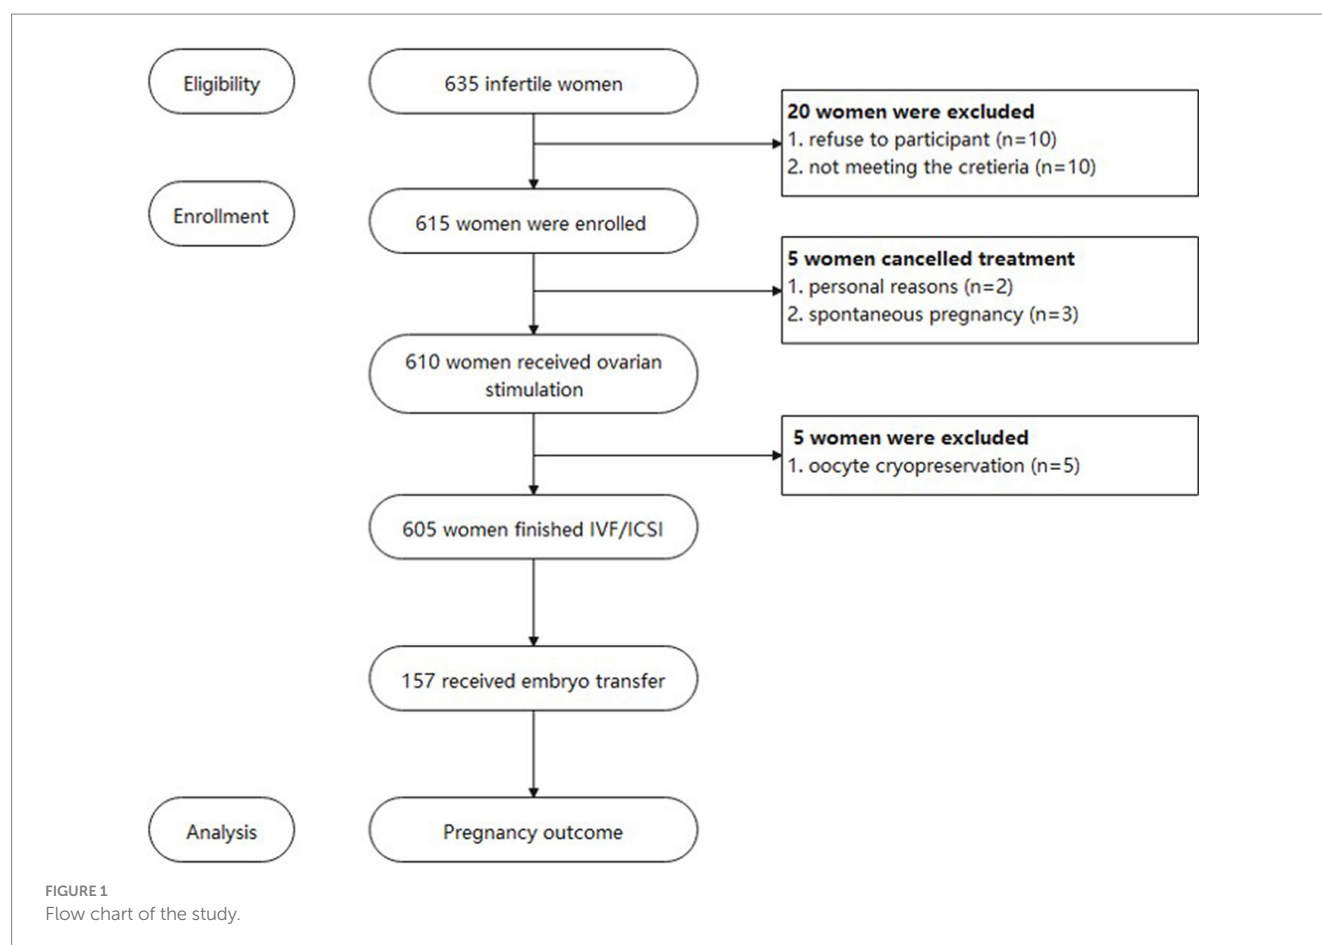 Eligibility
635 infertile women
20 women were excluded
1. refuse to participant (n=10)
2. not meeting the cretieria (n=10)
Enrollment
615 women were enrolled
5 women cancelled treatment
1. personal reasons (n=2)
2. spontaneous pregnancy (n=3)
610 women received ovarian
stimulation
5 women were excluded
1. oocyte cryopreservation (n=5)
605 women finished IVF/ICSI
157 received embryo transfer
Analysis
Pregnancy outcome
FIGURE 1
Flow chart of the study.